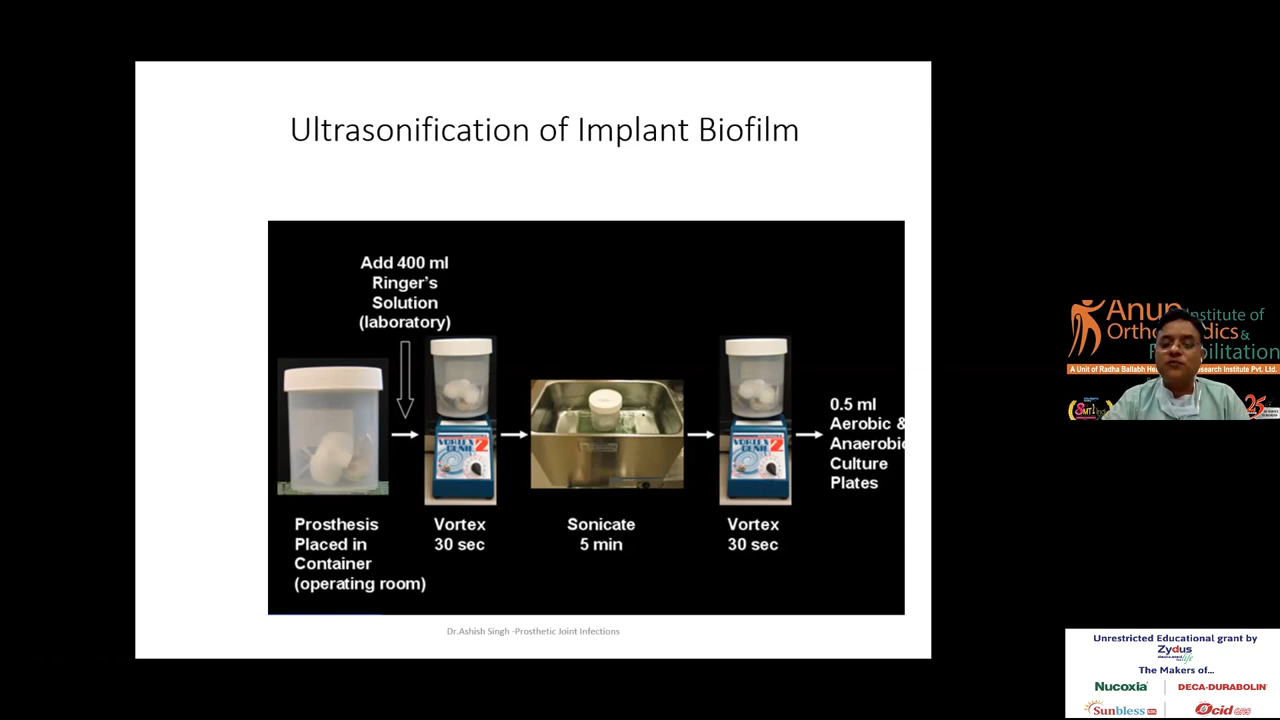 Ultrasonification of Implant Biofilm
Add 400 ml
Ringer's
Solution
(laboratory)
0.5 ml
Aerobic &
Anaerobic
Culture
Plates
Prosthesis
Placed in
Container
(operating room)
Vortex
30 sec
Sonicate
5 min
Vortex
30 sec
Dr.Ashish Singh -Prosthetic Joint Infections
Anup
Institute of
A Unit of Radha Ballabh
Research Institute Pvt. Ltd.
Unrestricted Educational grant by
Zydus
The Makers of...
Nucoxia
DECA-DURABOLIN
Sunbless
Ocid